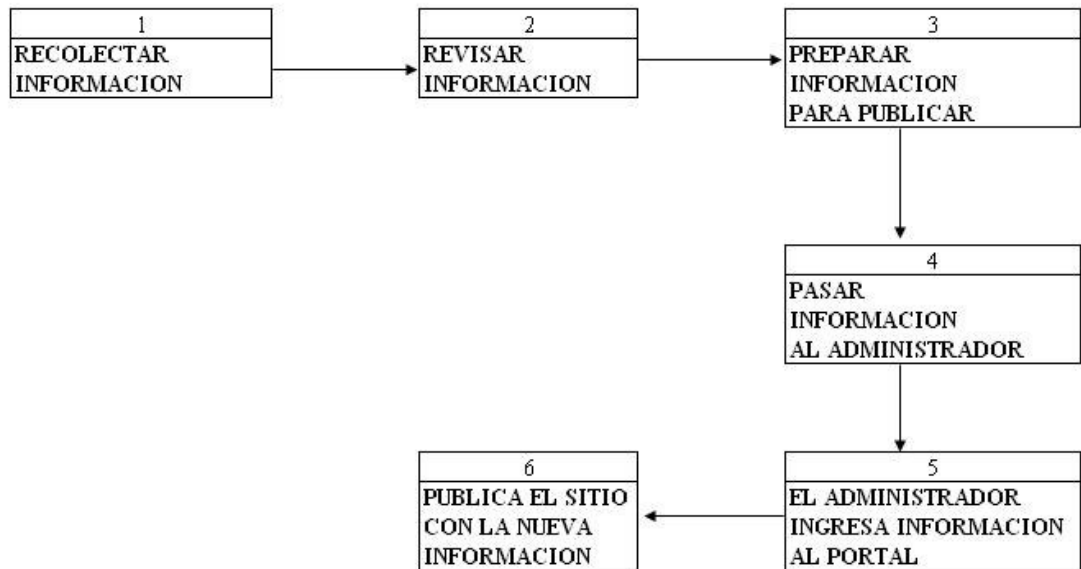 1
RECOLECTAR
INFORMACION
2
REVISAR
INFORMACION
3
PREPARAR
INFORMACION
PARA PUBLICAR
4
PASAR
INFORMACION
AL ADMINISTRADOR
5
EL ADMINISTRADOR
INGRESA INFORMACION
AL PORTAL
6
PUBLICA EL SITIO
CON LA NUEVA
INFORMACION